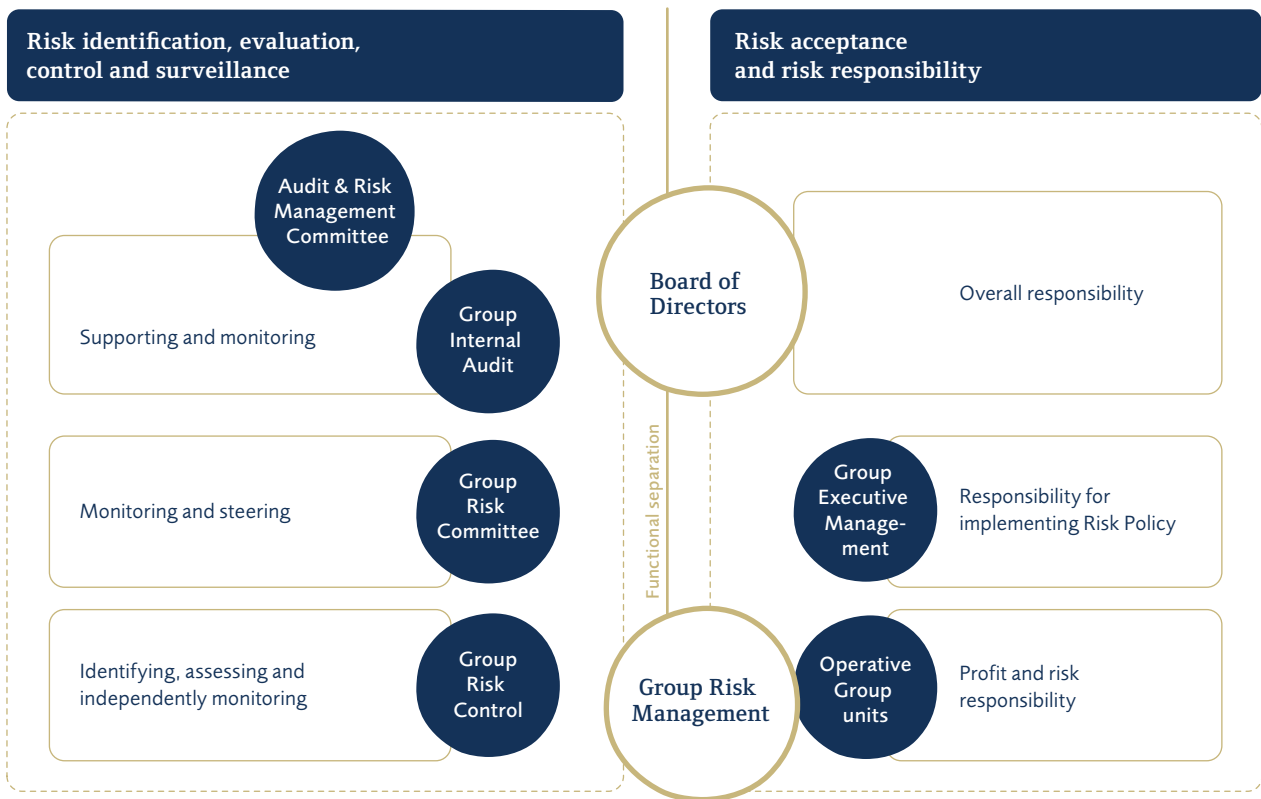 Risk identification, evaluation,
control and surveillance
Risk acceptance
and risk responsibility
Audit & Risk
Management
Committee
Supporting and monitoring
Group
Internal
Audit
Board of
Directors
Overall responsibility
Functional separation
Monitoring and steering
Group
Risk
Committee
Group
Executive
Manage-
ment
Responsibility for
implementing Risk Policy
Identifying, assessing and
independently monitoring
Group
Risk
Control
Group Risk
Management
Operative
Group
units
Profit and risk
responsibility